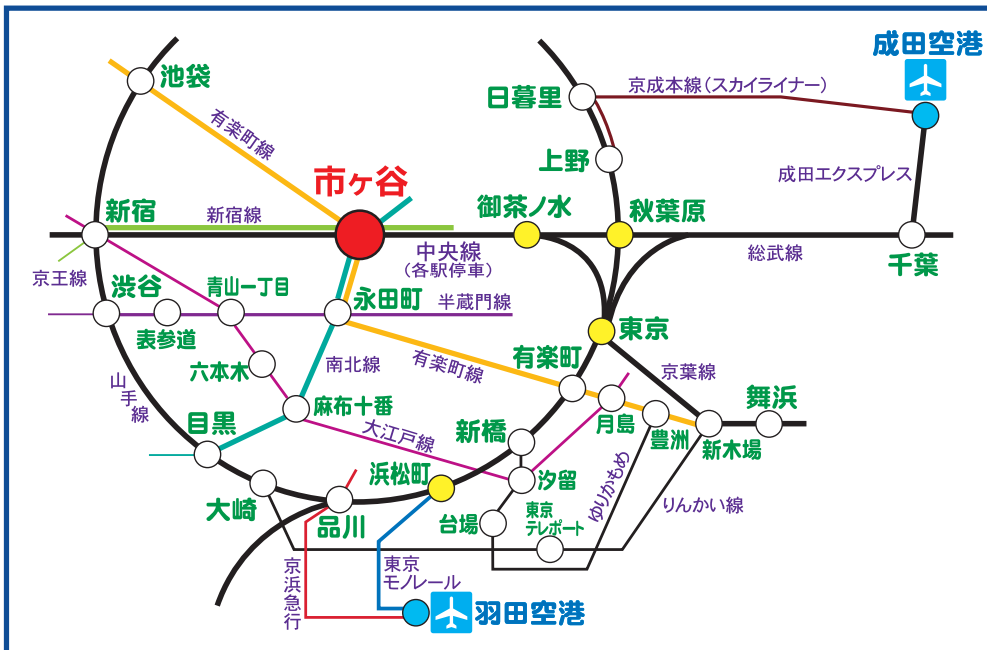 成田空港
池袋
日暮里
京成本線(スカイライナー)
有楽町線
上野
成田エクスプレス
市ヶ谷
新宿
新宿線
御茶ノ水
秋葉原
中央線
(各駅停車)
総武線
千葉
京王線
渋谷
青山一丁目
永田町
半蔵門線
表参道
東京
六本木
南北線
有楽町線
有楽町
京葉線
山手線
麻布十番
舞浜
目黒
大江戸線
新橋
月島
豊洲
新木場
浜松町
汐留
ゆりかもめ
りんかい線
大崎
品川
台場
東京
テレポート
京浜急行
東京
モノレール
羽田空港